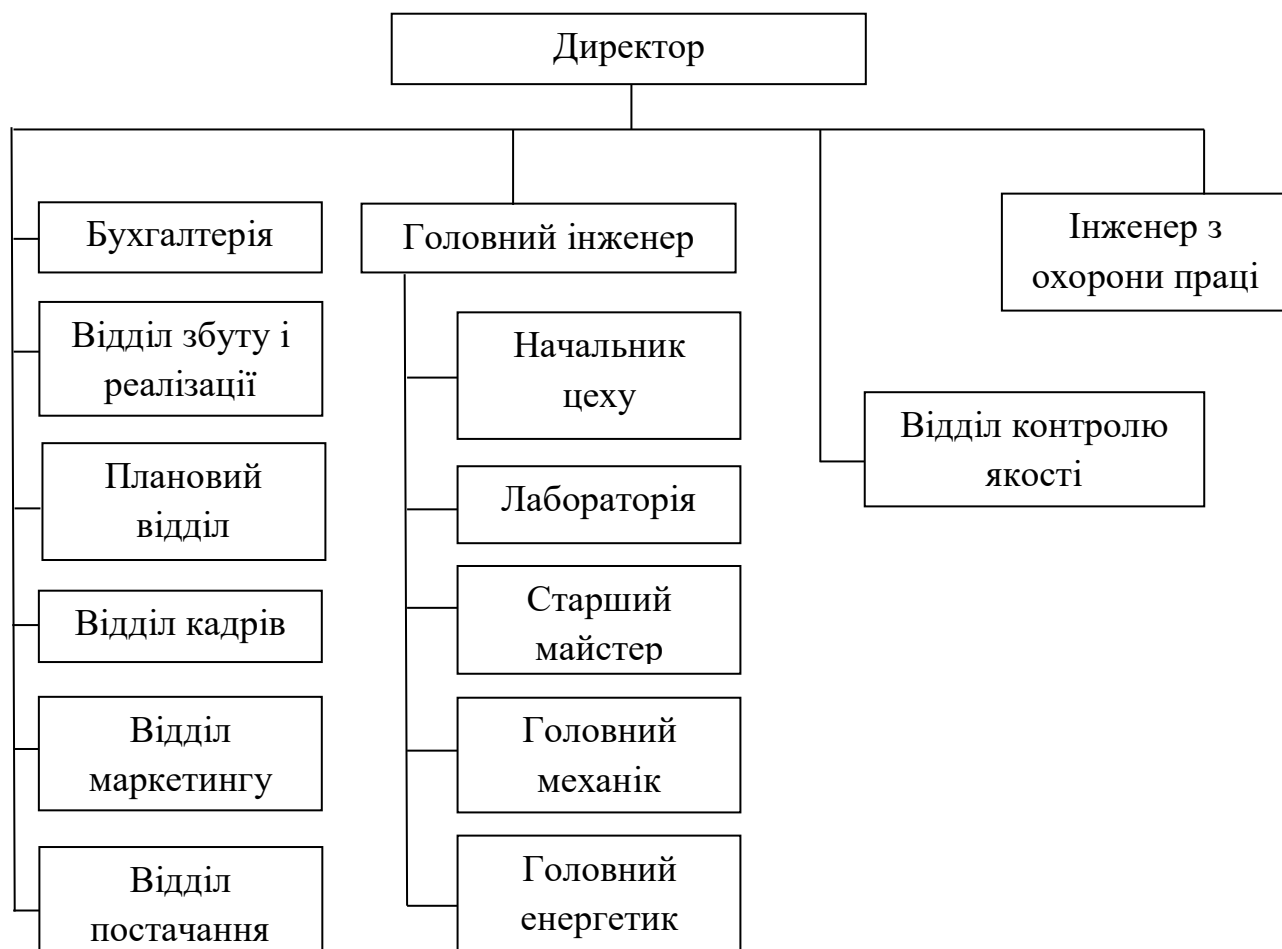 Директор
Бухгалтерія
Відділ збуту і
реалізації
Плановий
відділ
Відділ кадрів
Відділ
маркетингу
Відділ
постачання
Головний інженер
Начальник
цеху
Лабораторія
Старший
майстер
Головний
механік
Головний
енергетик
Відділ контролю
якості
Інженер з
охорони праці